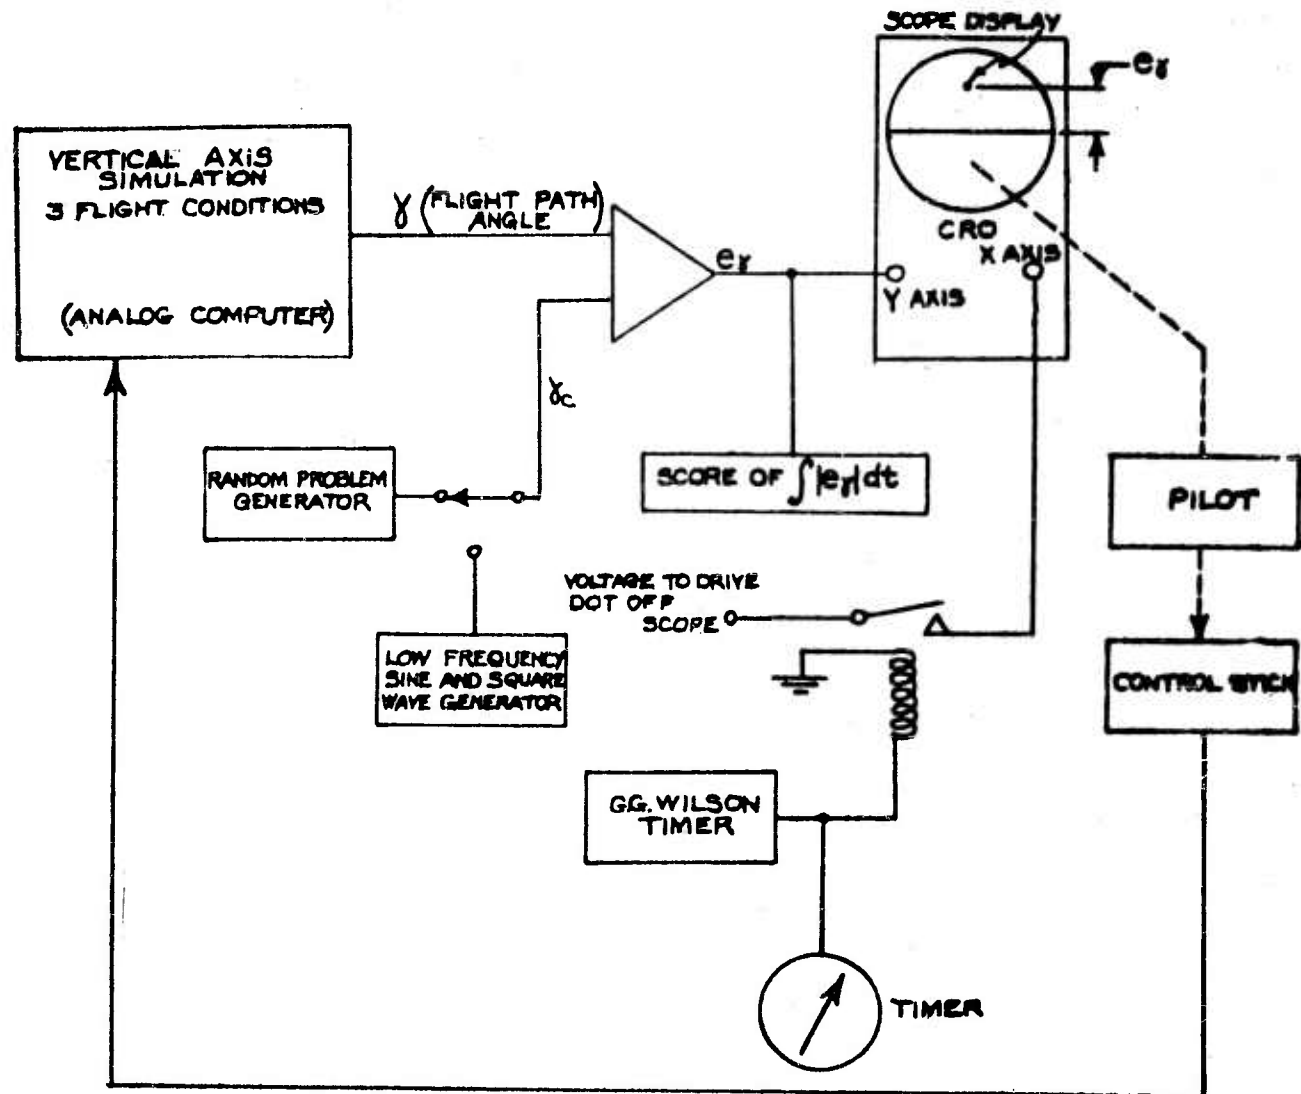 SCOPE DISPLAY
eγ
VERTICAL AXIS
SIMULATION
3 FLIGHT CONDITIONS
(ANALOG COMPUTER)
γ (FLIGHT PATH
ANGLE)
eγ
CRO
X AXIS
Y AXIS
γc
RANDOM PROBLEM
GENERATOR
SCORE OF ∫|eγ|dt
PILOT
VOLTAGE TO DRIVE
DOT OFF
SCOPE
LOW FREQUENCY
SINE AND SQUARE
WAVE GENERATOR
CONTROL STICK
G.G. WILSON
TIMER
TIMER